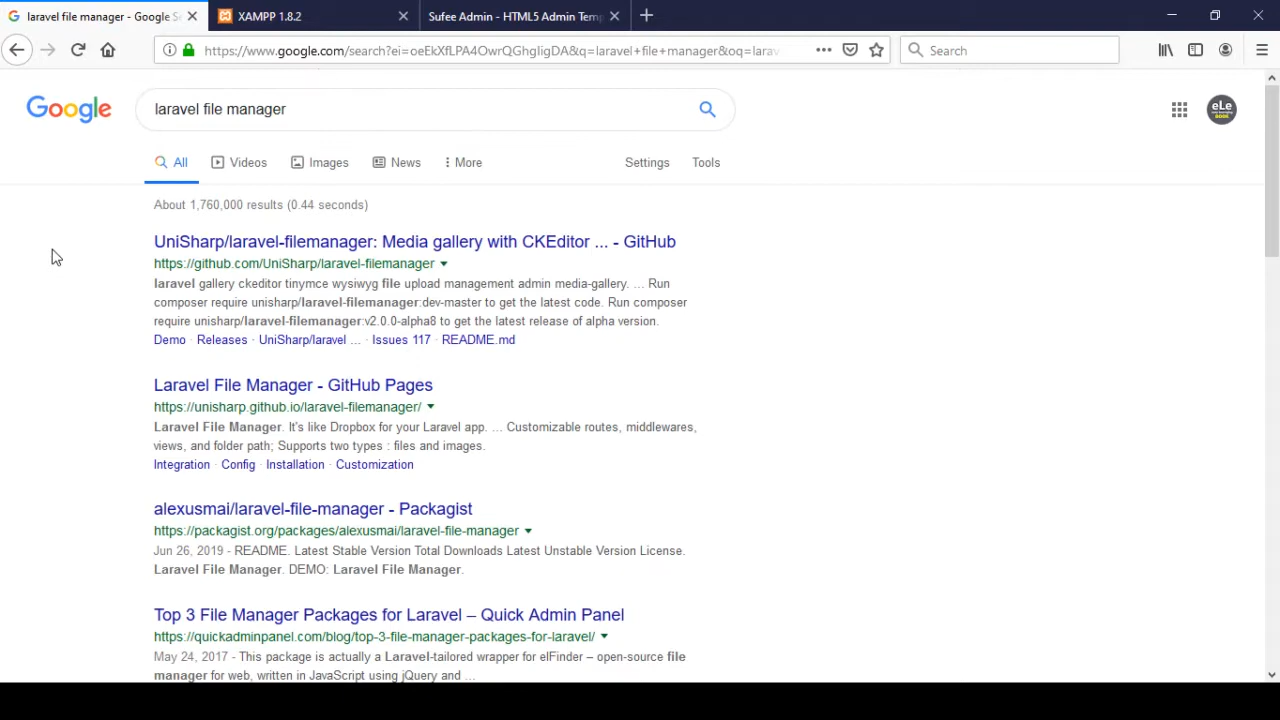 laravel file manager - Google S
XAMPP 1.8.2
Sufee Admin - HTML5 Admin Temp
https://www.google.com/search?ei=oeEkXfLPA4OwrQGhgIigDA&q=laravel+file+manager&oq=lara
Search
Google
laravel file manager
eLe
BOOK
All
Videos
Images
News
More
Settings
Tools
About 1,760,000 results (0.44 seconds)
UniSharp/laravel-filemanager: Media gallery with CKEditor ... - GitHub
https://github.com/UniSharp/laravel-filemanager
laravel gallery ckeditor tinymce wysiwyg file upload management admin media-gallery. ... Run
composer require unisharp/laravel-filemanager:dev-master to get the latest code. Run composer
require unisharp/laravel-filemanager:v2.0.0-alpha8 to get the latest release of alpha version.
Demo · Releases · UniSharp/laravel ... · Issues 117 · README.md
Laravel File Manager - GitHub Pages
https://unisharp.github.io/laravel-filemanager/
Laravel File Manager. It's like Dropbox for your Laravel app. ... Customizable routes, middlewares,
views, and folder path; Supports two types : files and images.
Integration · Config · Installation · Customization
alexusmai/laravel-file-manager - Packagist
https://packagist.org/packages/alexusmai/laravel-file-manager
Jun 26, 2019 - README. Latest Stable Version Total Downloads Latest Unstable Version License.
Laravel File Manager. DEMO: Laravel File Manager.
Top 3 File Manager Packages for Laravel – Quick Admin Panel
https://quickadminpanel.com/blog/top-3-file-manager-packages-for-laravel/
May 24, 2017 - This package is actually a Laravel-tailored wrapper for elFinder – open-source file
manager for web, written in JavaScript using jQuery and ...